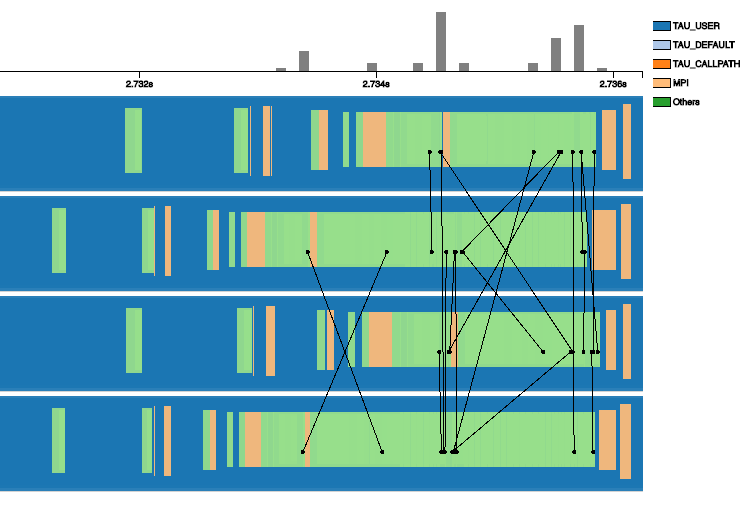 TAU_USER
TAU_DEFAULT
TAU_CALLPATH
MPI
Others
2.732s
2.734s
2.736s